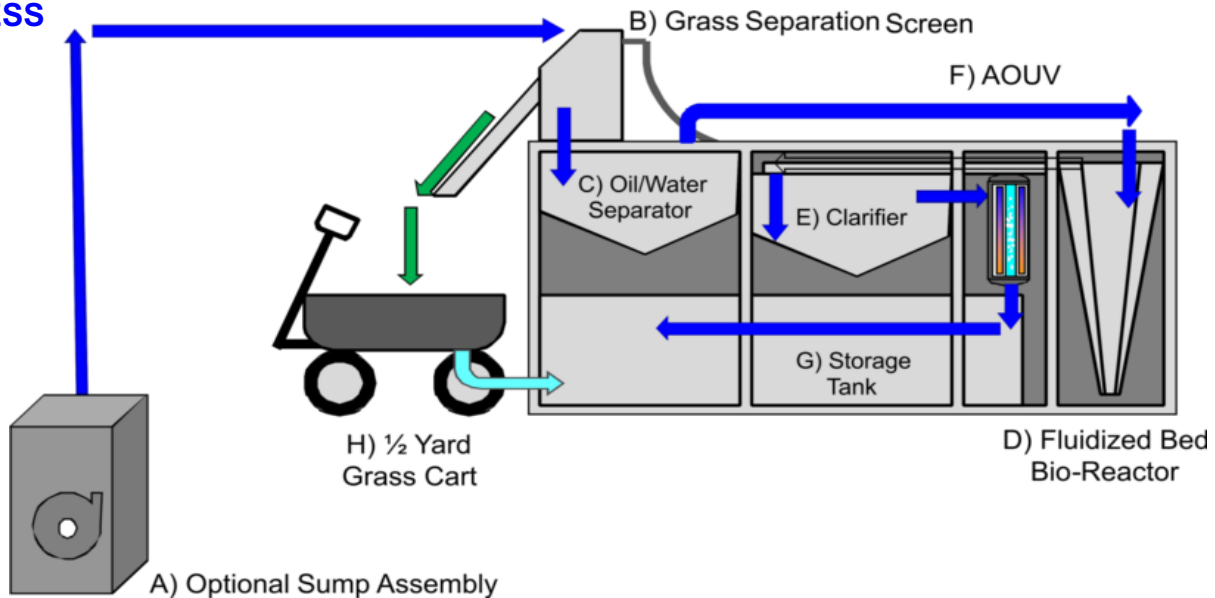 ESS
B) Grass Separation Screen
F) AOUV
C) Oil/Water
Separator
E) Clarifier
G) Storage
Tank
H) ½ Yard
Grass Cart
D) Fluidized Bed
Bio-Reactor
A) Optional Sump Assembly